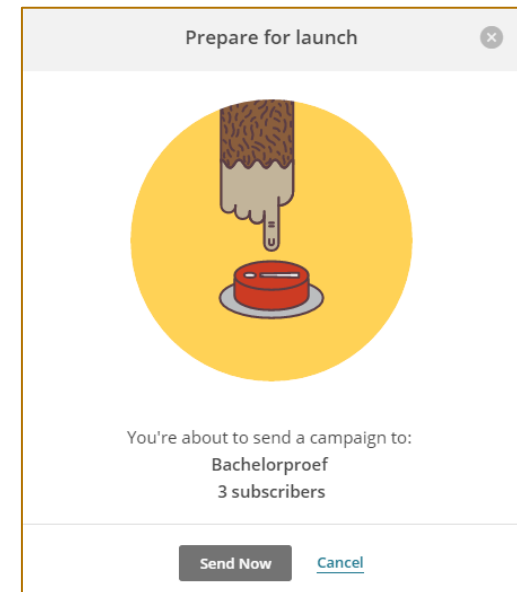 Prepare for launch
You're about to send a campaign to:
Bachelorproef
3 subscribers
Send Now Cancel